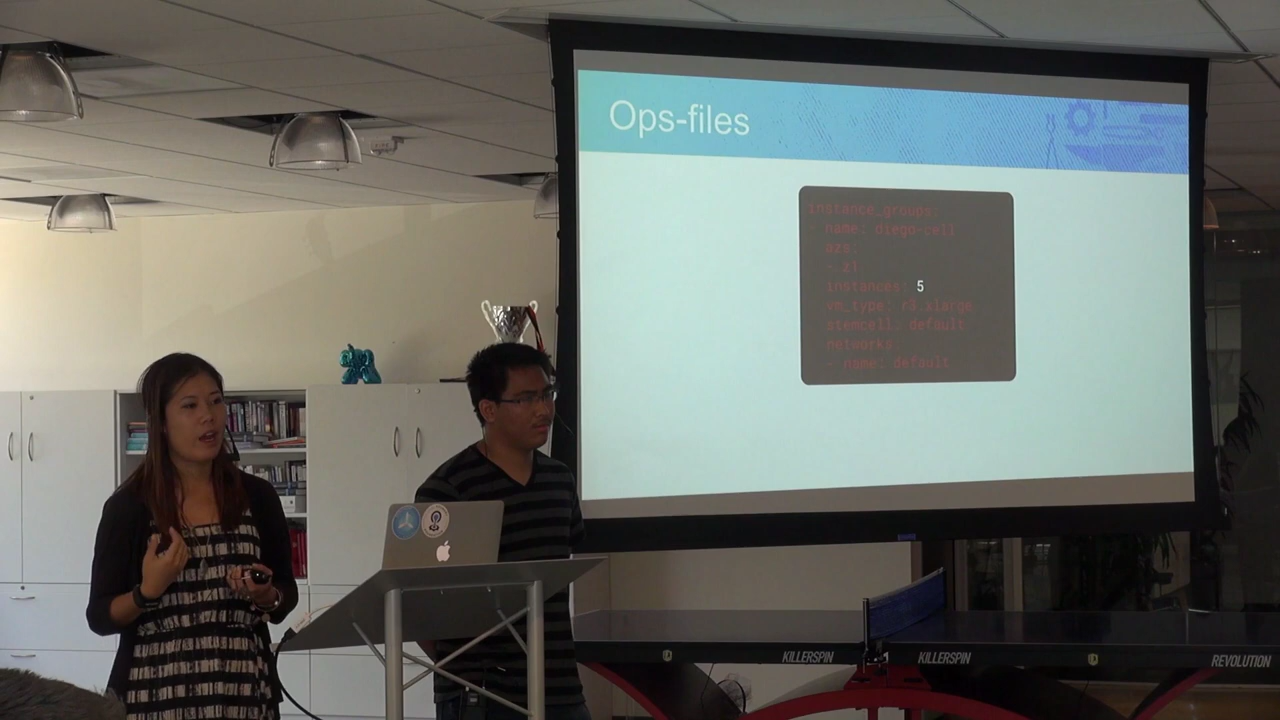 Ops-files
instance_groups:
- name: diego-cell
azs:
- z1
instances: 5
vm_type: r3.xlarge
stemcell: default
networks:
- name: default
KILLERSPIN
KILLERSPIN
REVOLUTION